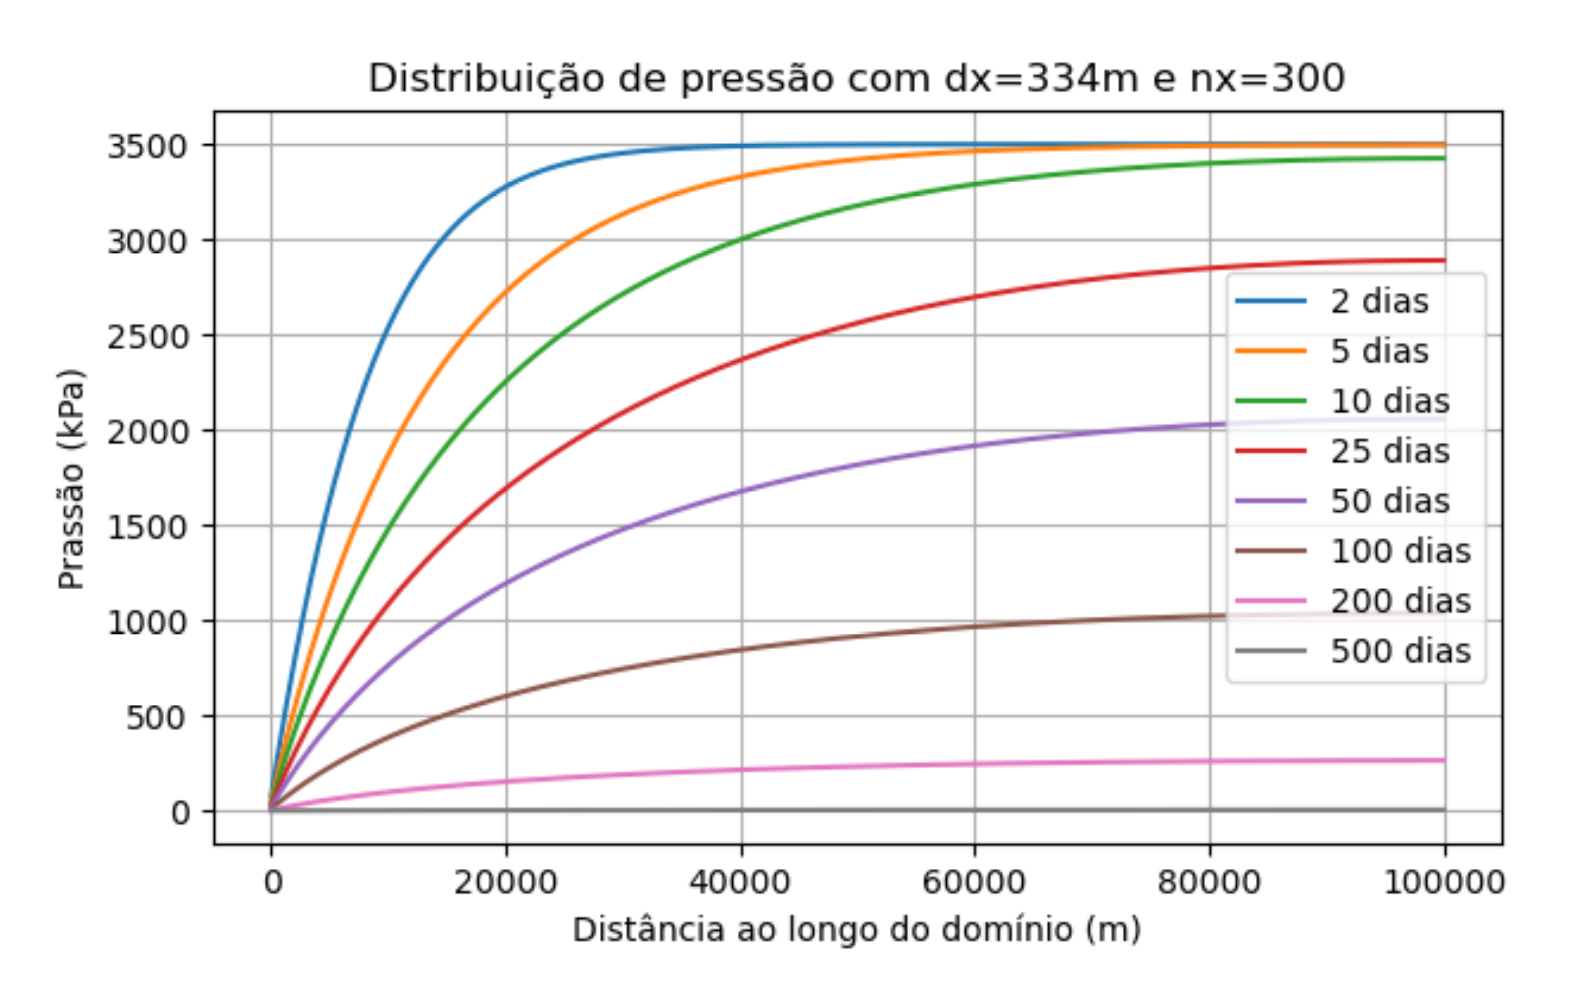 Distribuição de pressão com dx=334m e nx=300
Prassão (kPa)
3500
3000
2500
2000
1500
1000
500
0
2 dias
5 dias
10 dias
25 dias
50 dias
100 dias
200 dias
500 dias
0 20000 40000 60000 80000 100000
Distância ao longo do domínio (m)